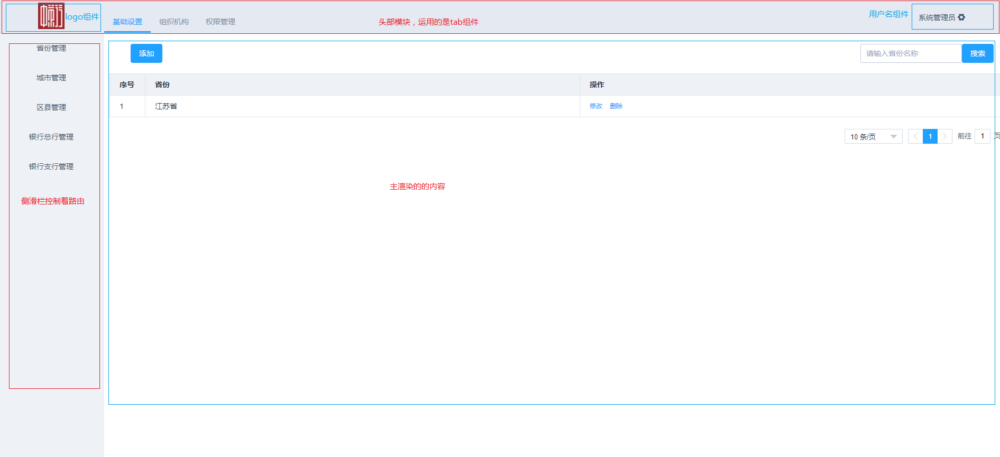 logo组件
基础设置 组织机构 权限管理
头部模块，运用的是tab组件
用户名组件
系统管理员
省份管理
城市管理
区县管理
银行总行管理
银行支行管理
侧滑栏控制着路由
添加
请输入省份名称 搜索
序号 省份 操作
1 江苏省 修改 删除
10 条/页 1 前往 1 页
主渲染的的内容